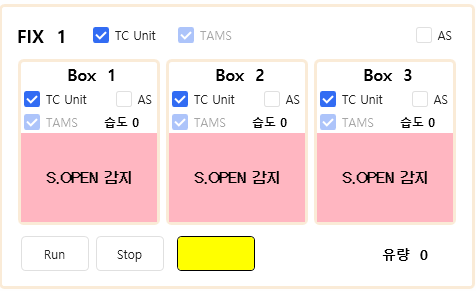 FIX 1 TC Unit TAMS AS
Box 1 Box 2 Box 3
TC Unit AS TC Unit AS TC Unit AS
TAMS 습도 0 TAMS 습도 0 TAMS 습도 0
S.OPEN 감지 S.OPEN 감지 S.OPEN 감지
Run Stop 유량 0